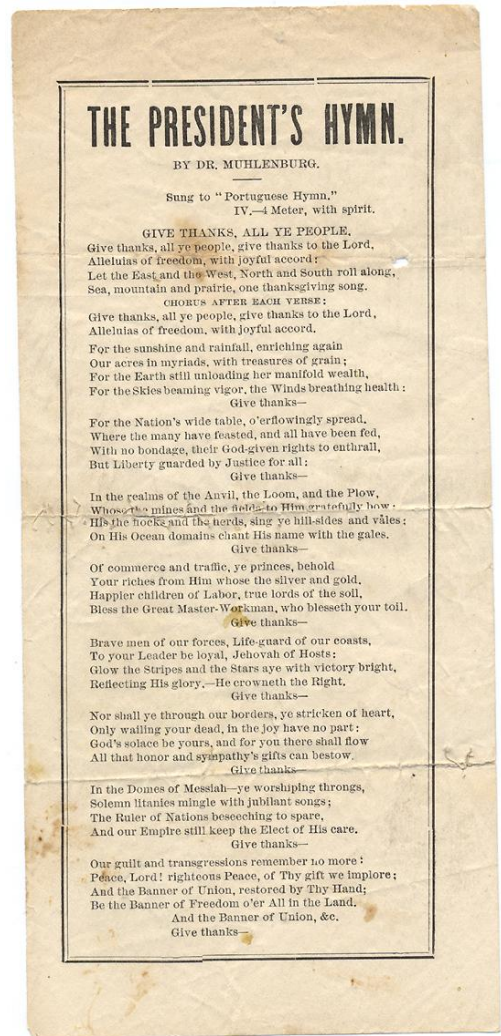 THE PRESIDENT'S HYMN.
BY DR. MUHLENBURG.
Sung to "Portuguese Hymn,"
IV.—4 Meter, with spirit.
GIVE THANKS, ALL YE PEOPLE.
Give thanks, all ye people, give thanks to the Lord,
Alleluias of freedom, with joyful accord:
Let the East and the West, North and South roll along,
Sea, mountain and prairie, one thanksgiving song.
CHORUS AFTER EACH VERSE:
Give thanks, all ye people, give thanks to the Lord,
Alleluias of freedom, with joyful accord.
For the sunshine and rainfall, enriching again
Our acres in myriads, with treasures of grain;
For the Earth still unloading her manifold wealth,
For the Skies beaming vigor, the Winds breathing health:
Give thanks—
For the Nation's wide table, o'erflowingly spread,
Where the many have feasted, and all have been fed,
With no bondage, their God-given rights to enthrall,
But Liberty guarded by Justice for all:
Give thanks—
In the realms of the Anvil, the Loom, and the Plow,
Whose the mines and the fields, to Him gratefully bow:
His the flocks and the herds, sing ye hill-sides and vales;
On His Ocean domains chant His name with the gales.
Give thanks—
Of commerce and traffic, ye princes, behold
Your riches from Him whose the silver and gold,
Happier children of Labor, true lords of the soil,
Bless the Great Master-Workman, who blesseth your toil.
Give thanks—
Brave men of our forces, Life-guard of our coasts,
To your Leader be loyal, Jehovah of Hosts:
Glow the Stripes and the Stars aye with victory bright,
Reflecting His glory,—He crowneth the Right.
Give thanks—
Nor shall ye through our borders, ye stricken of heart,
Only wailing your dead, in the joy have no part:
God's solace be yours, and for you there shall flow
All that honor and sympathy's gifts can bestow.
Give thanks—
In the Domes of Messiah—ye worshiping throngs,
Solemn litanies mingle with jubilant songs;
The Ruler of Nations beseeching to spare,
And our Empire still keep the Elect of His care.
Give thanks—
Our guilt and transgressions remember no more:
Peace, Lord! righteous Peace, of Thy gift we implore;
And the Banner of Union, restored by Thy Hand;
Be the Banner of Freedom o'er All in the Land.
And the Banner of Union, &c.
Give thanks—